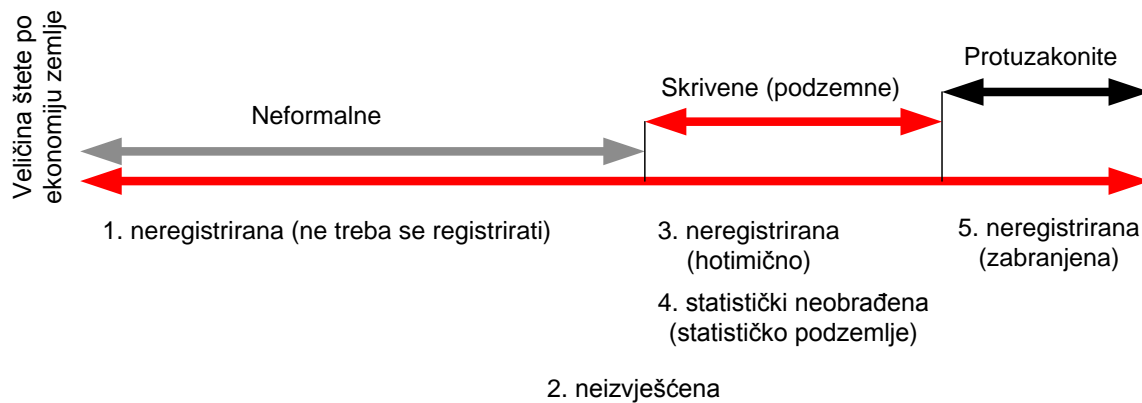 Veličina štete po
ekonomiju zemlje
Neformalne
Skrivene (podzemne)
Protuzakonite
1. neregistrirana (ne treba se registrirati)
3. neregistrirana
(hotimično)
4. statistički neobrađena
(statističko podzemlje)
5. neregistrirana
(zabranjena)
2. neizvješćena